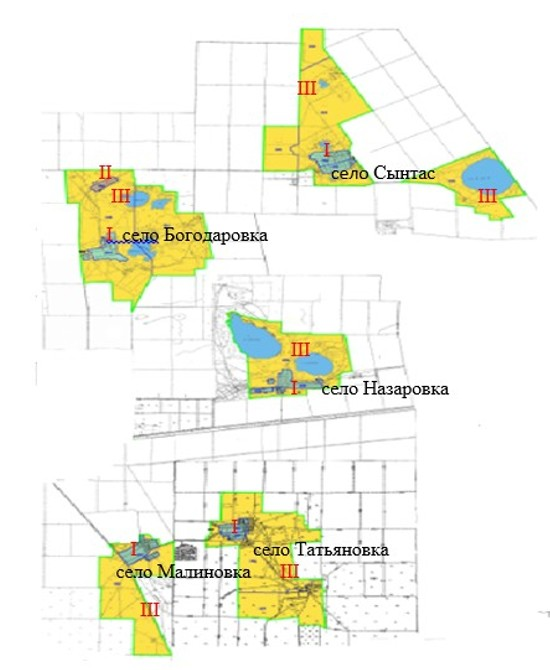 III
I
село Сынтас
III
II
III
I село Богодаровка
III
I село Назаровка
I
I
село Татьяновка
село Малиновка
III
III